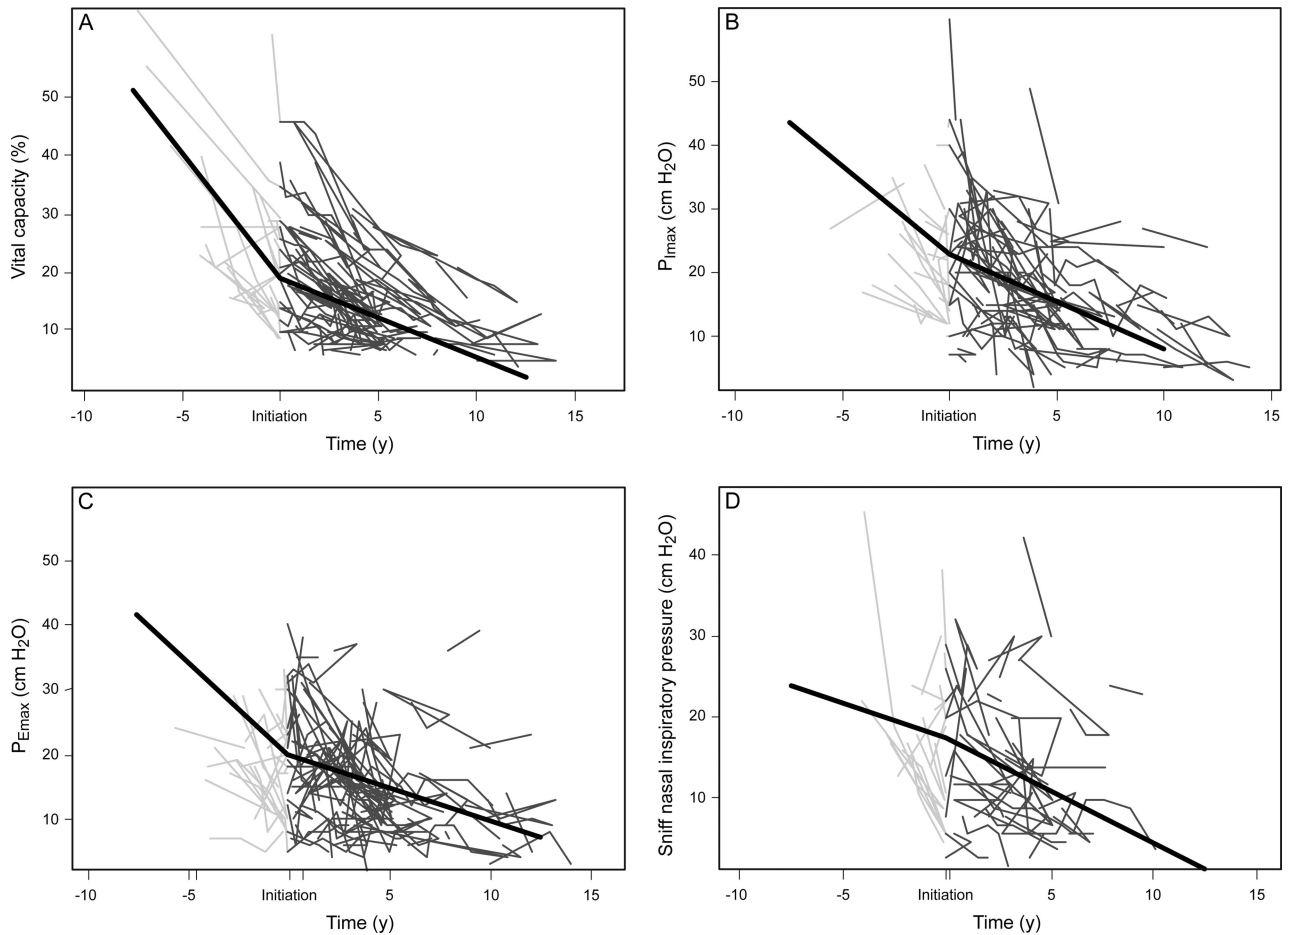 A
Vital capacity (%)
50
40
30
20
10
-10 -5 Initiation 5 10 15
Time (y)
B
PImax (cm H2O)
50
40
30
20
10
-10 -5 Initiation 5 10 15
Time (y)
C
PEmax (cm H2O)
50
40
30
20
10
-10 -5 Initiation 5 10 15
Time (y)
D
Sniff nasal inspiratory pressure (cm H2O)
40
30
20
10
-10 -5 Initiation 5 10 15
Time (y)